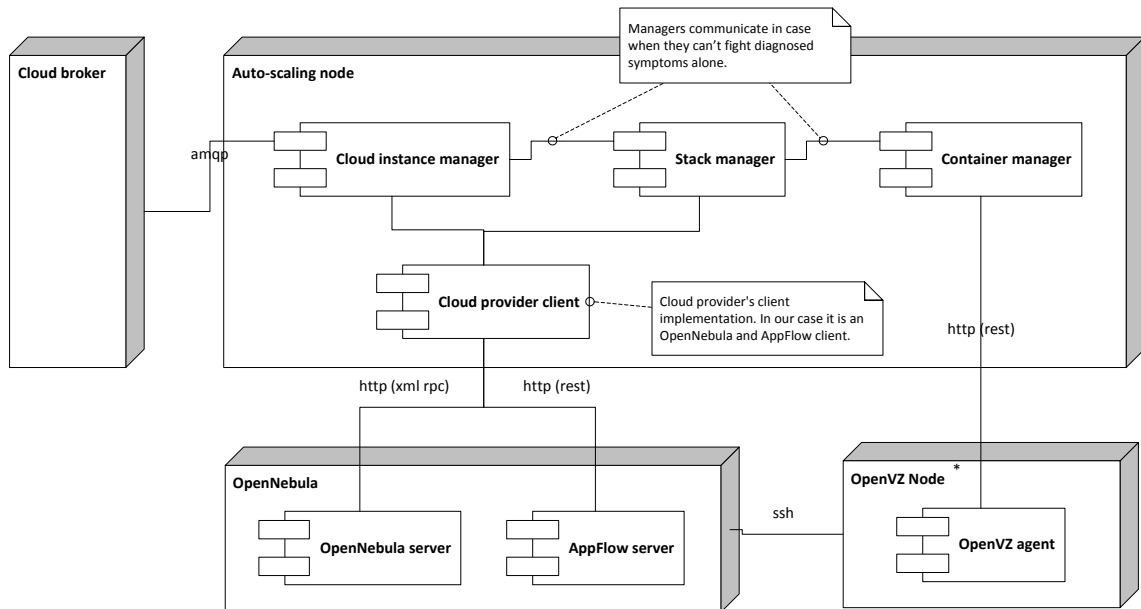 Managers communicate in case
when they can't fight diagnosed
symptoms alone.
Cloud broker
Auto-scaling node
amqp
Cloud instance manager
Stack manager
Container manager
Cloud provider client
Cloud provider's client
implementation. In our case it is an
OpenNebula and AppFlow client.
http (rest)
http (xml rpc)
http (rest)
OpenNebula
OpenVZ Node *
ssh
OpenNebula server
AppFlow server
OpenVZ agent